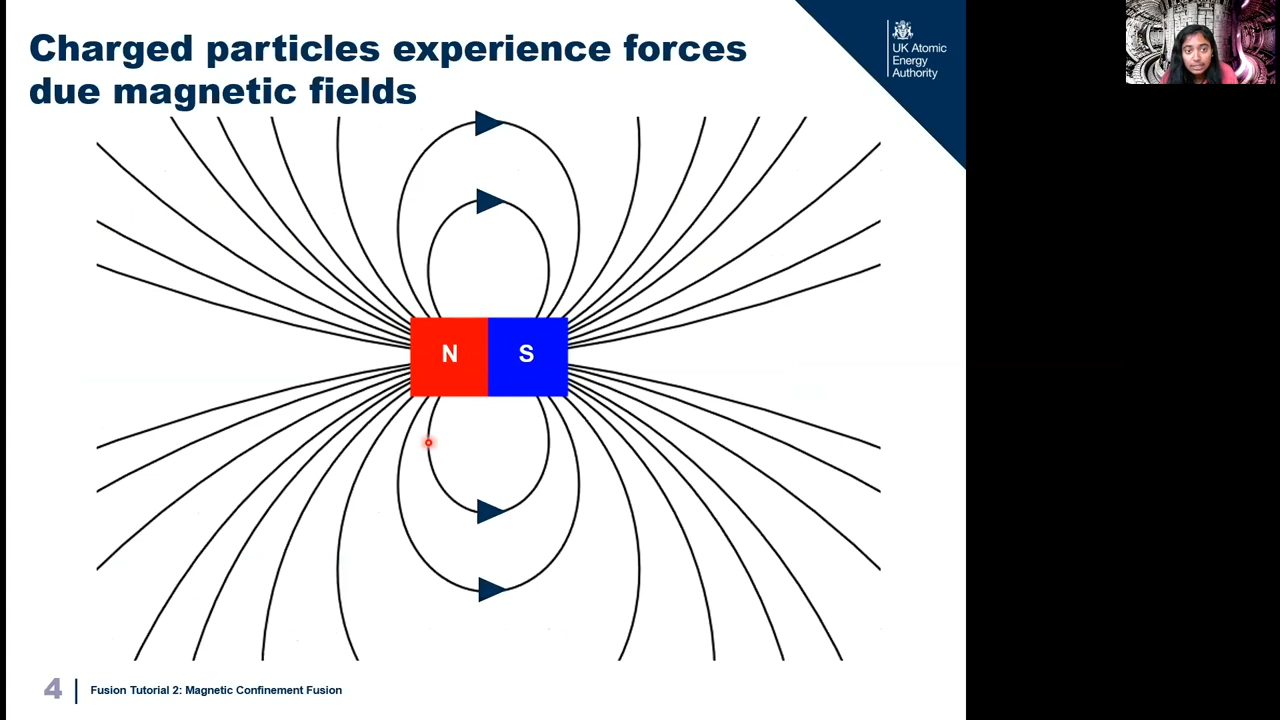 Charged particles experience forces
due magnetic fields
UK Atomic
Energy
Authority
N
S
4
Fusion Tutorial 2: Magnetic Confinement Fusion